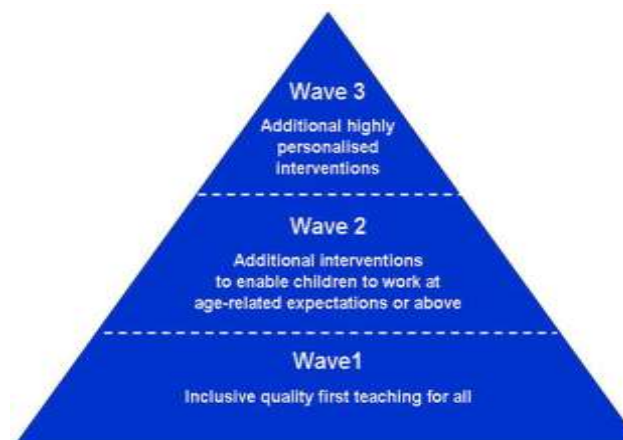 Wave 3
Additional highly
personalised
interventions
Wave 2
Additional interventions
to enable children to work at
age-related expectations or above
Wave1
Inclusive quality first teaching for all